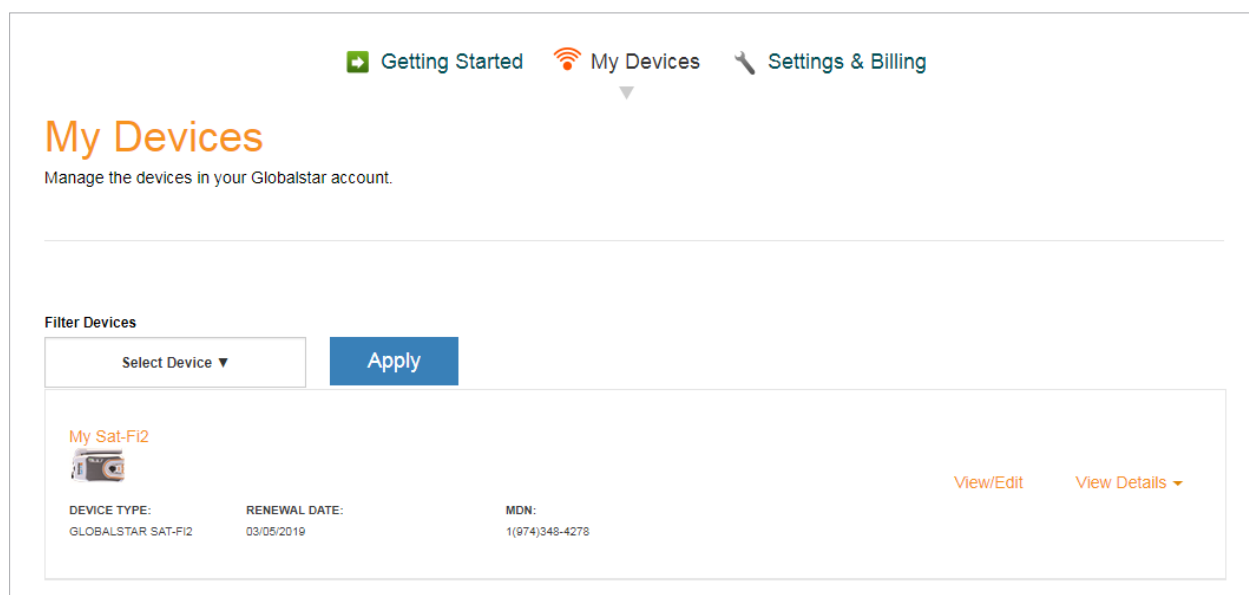 Getting Started My Devices Settings & Billing
My Devices
Manage the devices in your Globalstar account.
Filter Devices
Select Device ▼ Apply
My Sat-Fi2
View/Edit View Details
DEVICE TYPE: RENEWAL DATE: MDN:
GLOBALSTAR SAT-FI2 03/05/2019 1(974)348-4278